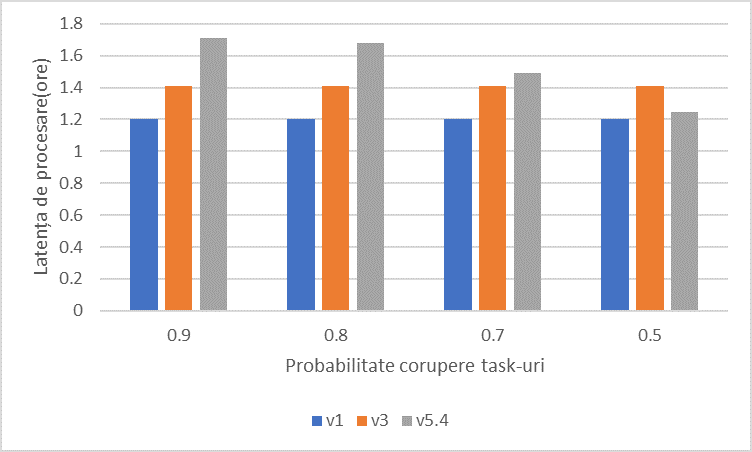 1.8
1.6
1.4
1.2
1
0.8
0.6
0.4
0.2
0
Latența de procesare(ore)
0.9 0.8 0.7 0.5
Probabilitate corupere task-uri
v1 v3 v5.4